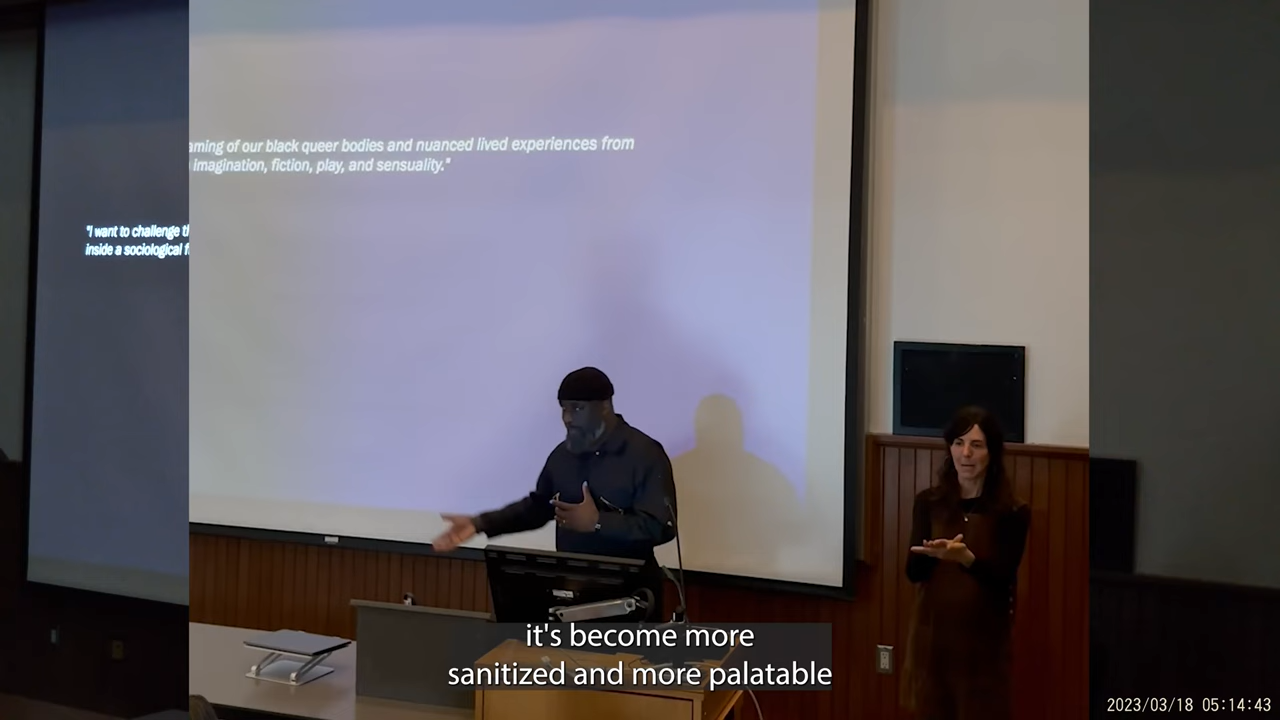 aming of our black queer bodies and nuanced lived experiences from
imagination, fiction, play, and sensuality."
"I want to challenge th
inside a sociological f
it's become more
sanitized and more palatable
2023/03/18 05:14:43